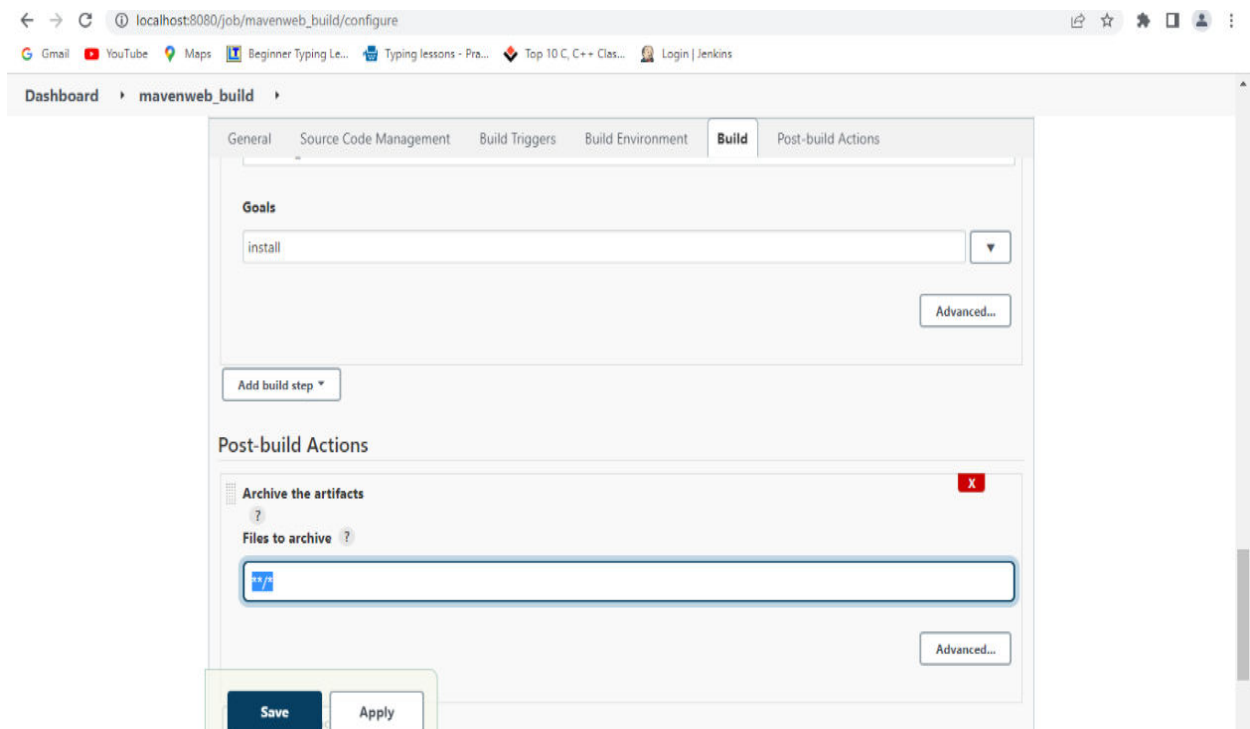 localhost:8080/job/mavenweb_build/configure
Gmail YouTube Maps Beginner Typing Le... Typing lessons - Pra... Top 10 C, C++ Clas... Login | Jenkins
Dashboard mavenweb_build
General Source Code Management Build Triggers Build Environment Build Post-build Actions
Goals
install
Advanced...
Add build step
Post-build Actions
Archive the artifacts
X
?
Files to archive ?
**/*
Advanced...
Save Apply